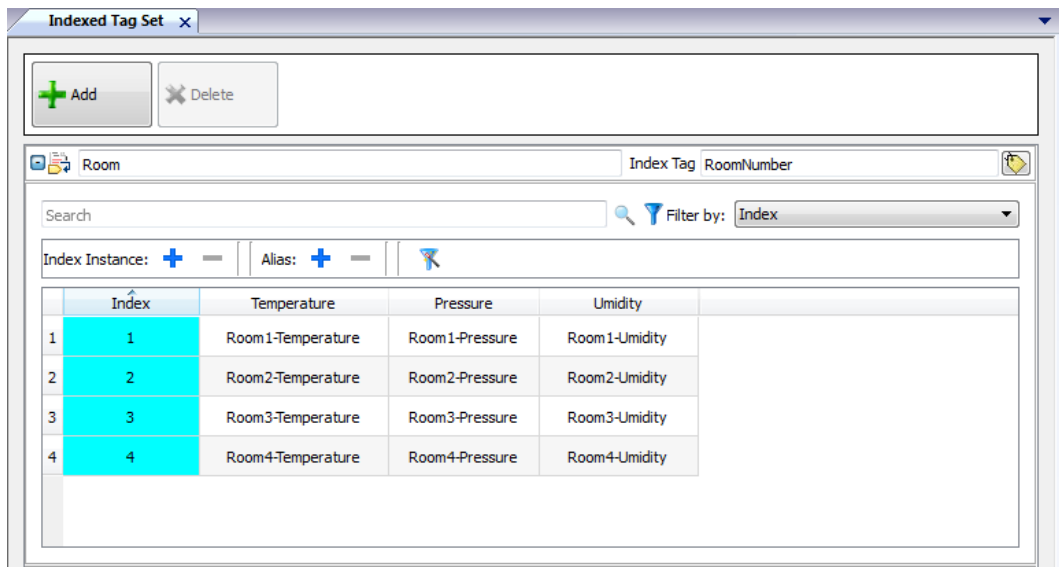 Indexed Tag Set
Add
Delete
Room Index Tag RoomNumber
Search Filter by: Index
Index Instance: Alias:
Index Temperature Pressure Umidity
1 1 Room1-Temperature Room1-Pressure Room1-Umidity
2 2 Room2-Temperature Room2-Pressure Room2-Umidity
3 3 Room3-Temperature Room3-Pressure Room3-Umidity
4 4 Room4-Temperature Room4-Pressure Room4-Umidity